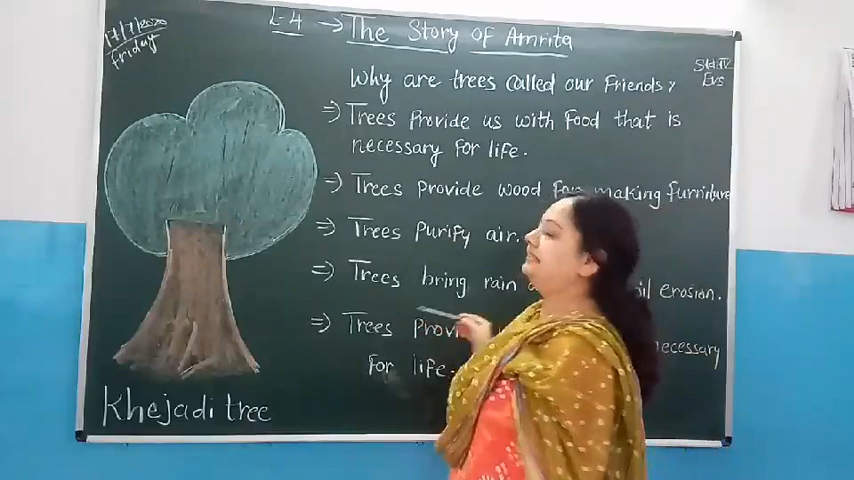 17/7/2020
Friday
L-4 → The Story of Amrita
Std-IV
Evs
Why are trees called our Friends?
⇒ Trees Provide us with Food that is
necessary for life.
⇒ Trees provide wood for making furniture
⇒ Trees Purify air.
⇒ Trees bring rain erosion.
⇒ Trees necessary
for life.
Khejadi tree